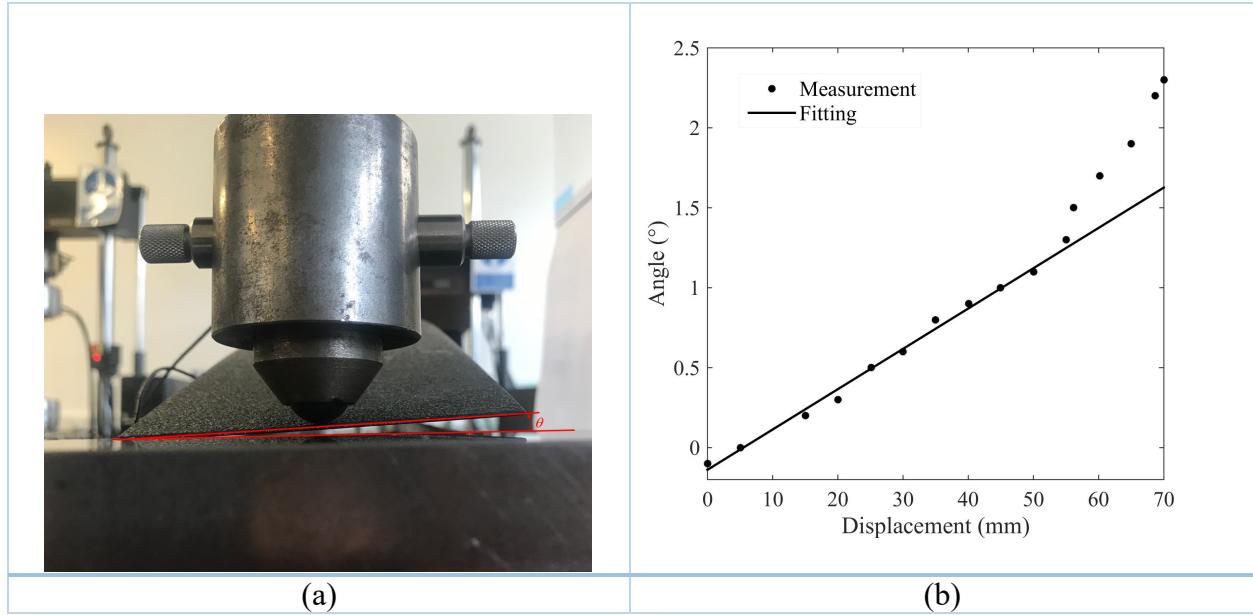 θ
2.5
2
1.5
1
0.5
0
Angle (°)
Measurement
Fitting
0 10 20 30 40 50 60 70
Displacement (mm)
(a) (b)